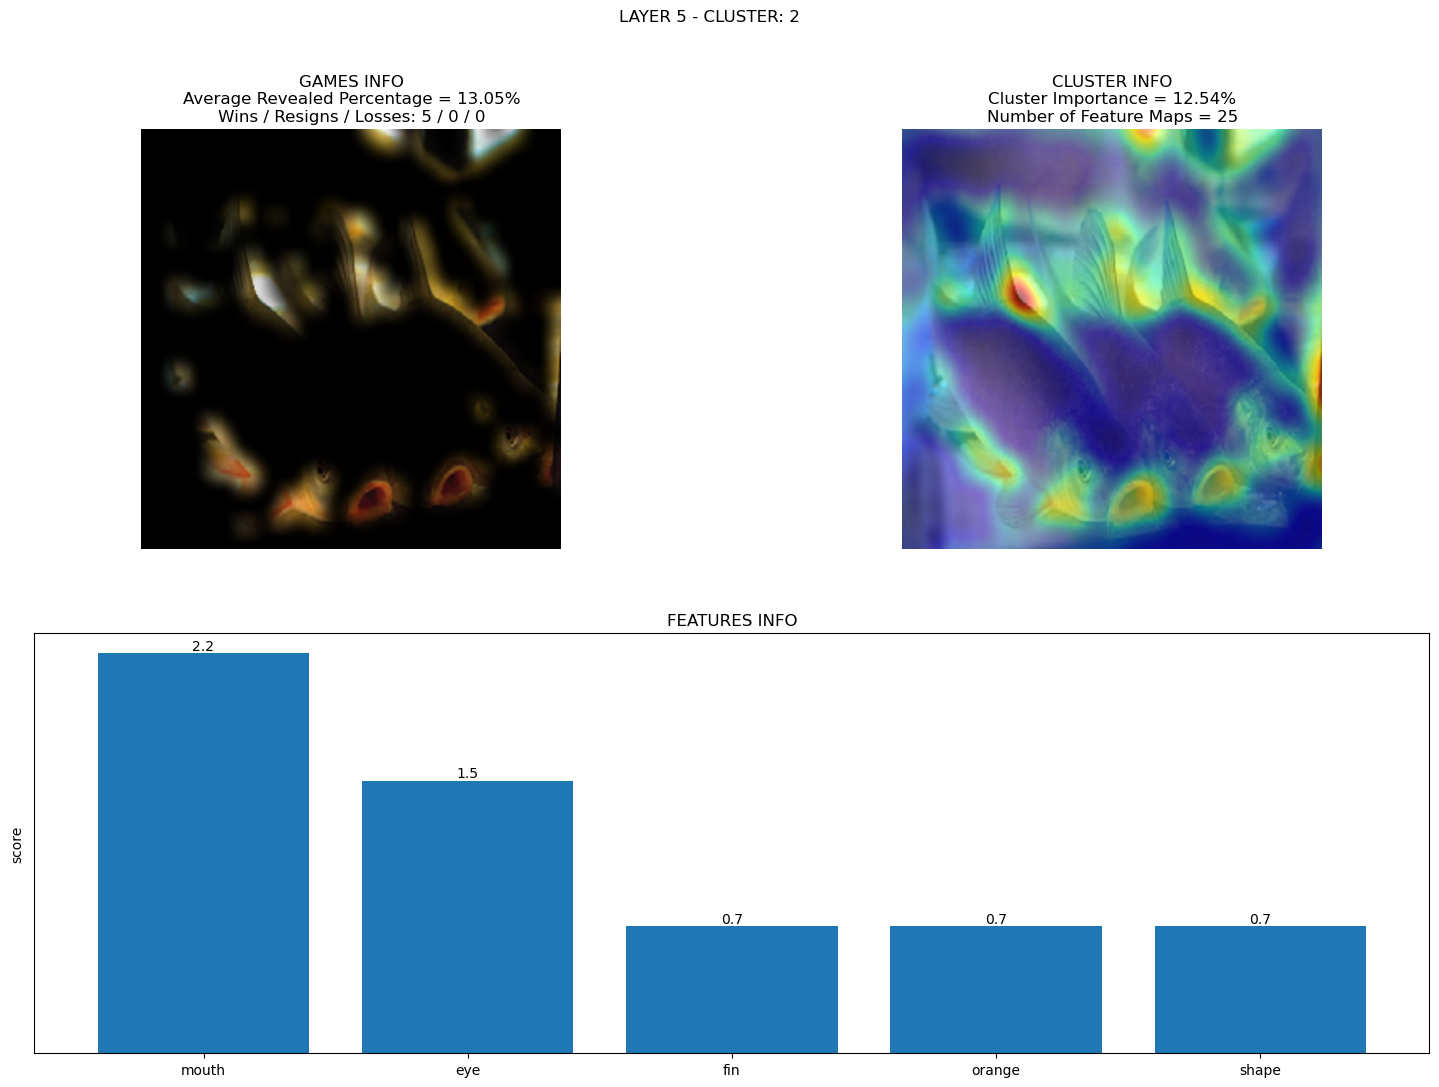 LAYER 5 - CLUSTER: 2
GAMES INFO
Average Revealed Percentage = 13.05%
Wins / Resigns / Losses: 5 / 0 / 0
CLUSTER INFO
Cluster Importance = 12.54%
Number of Feature Maps = 25
FEATURES INFO
score
2.2
1.5
0.7
0.7
0.7
mouth
eye
fin
orange
shape